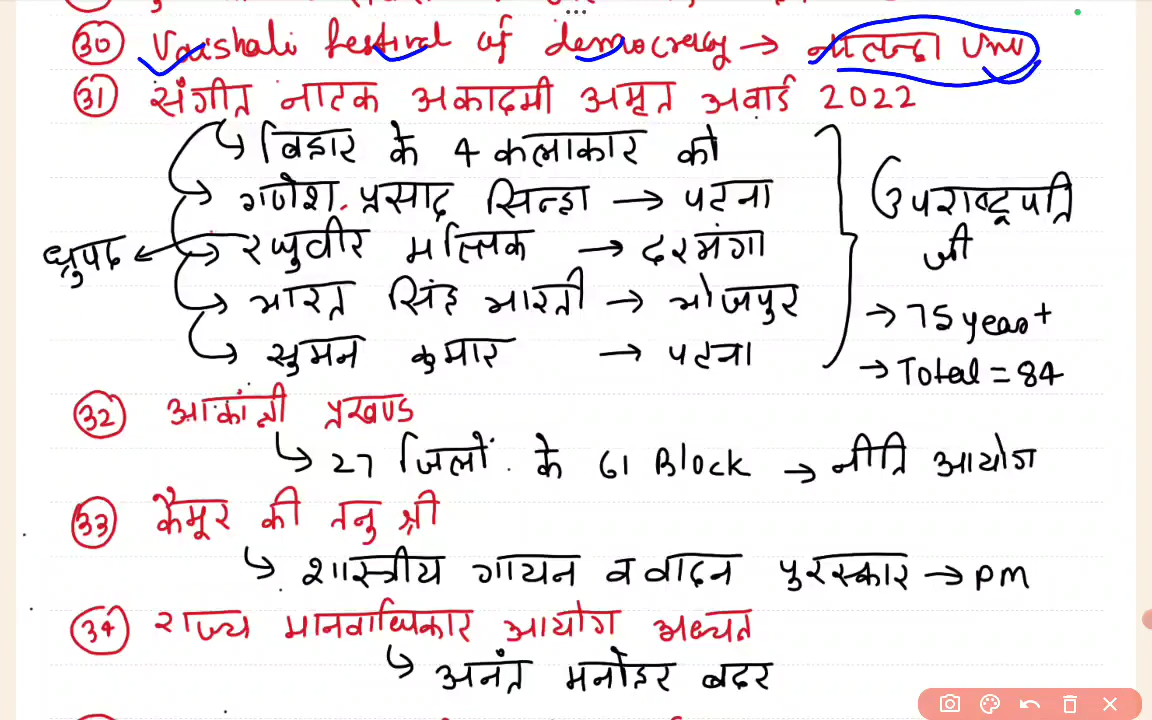 30 Vaishali festival of democracy → नालन्दा Unv
31 संगीत नाटक अकादमी अमृत अवार्ड 2022
↳ बिहार के 4 कलाकार को
→ गणेश प्रसाद सिन्हा → पटना
ध्रुपद ← → रघुवीर मल्लिक → दरभंगा
→ भारत सिंह भारती → भोजपुर
→ सुमन कुमार → पटना
उपराष्ट्रपति
जी
→ 75 year +
→ Total = 84
32 आकांक्षी प्रखण्ड
↳ 27 जिलों के 61 Block → नीति आयोग
33 कैमूर की तनु श्री
↳ शास्त्रीय गायन व वादन पुरस्कार → PM
34 राज्य मानवाधिकार आयोग अध्यक्ष
↳ अनंत मनोहर बदर